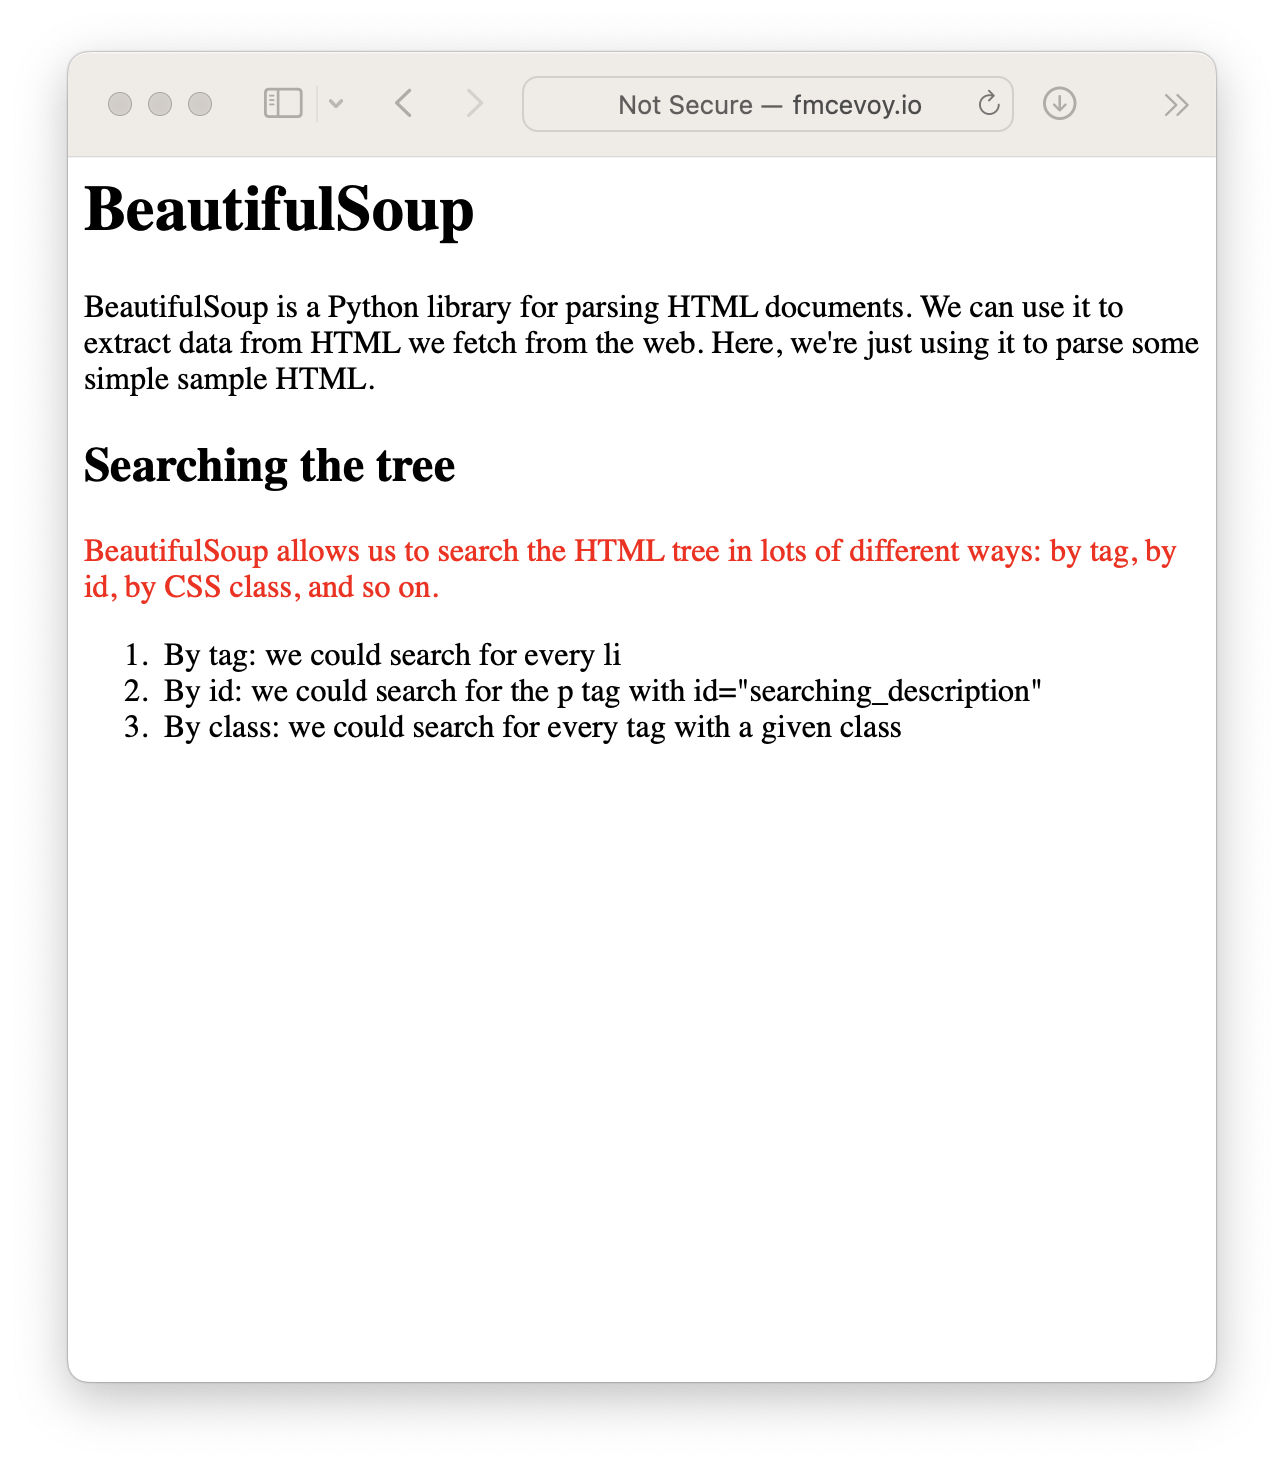 Not Secure — fmcevoy.io
BeautifulSoup
BeautifulSoup is a Python library for parsing HTML documents. We can use it to
extract data from HTML we fetch from the web. Here, we're just using it to parse some
simple sample HTML.
Searching the tree
BeautifulSoup allows us to search the HTML tree in lots of different ways: by tag, by
id, by CSS class, and so on.
1. By tag: we could search for every li
2. By id: we could search for the p tag with id="searching_description"
3. By class: we could search for every tag with a given class